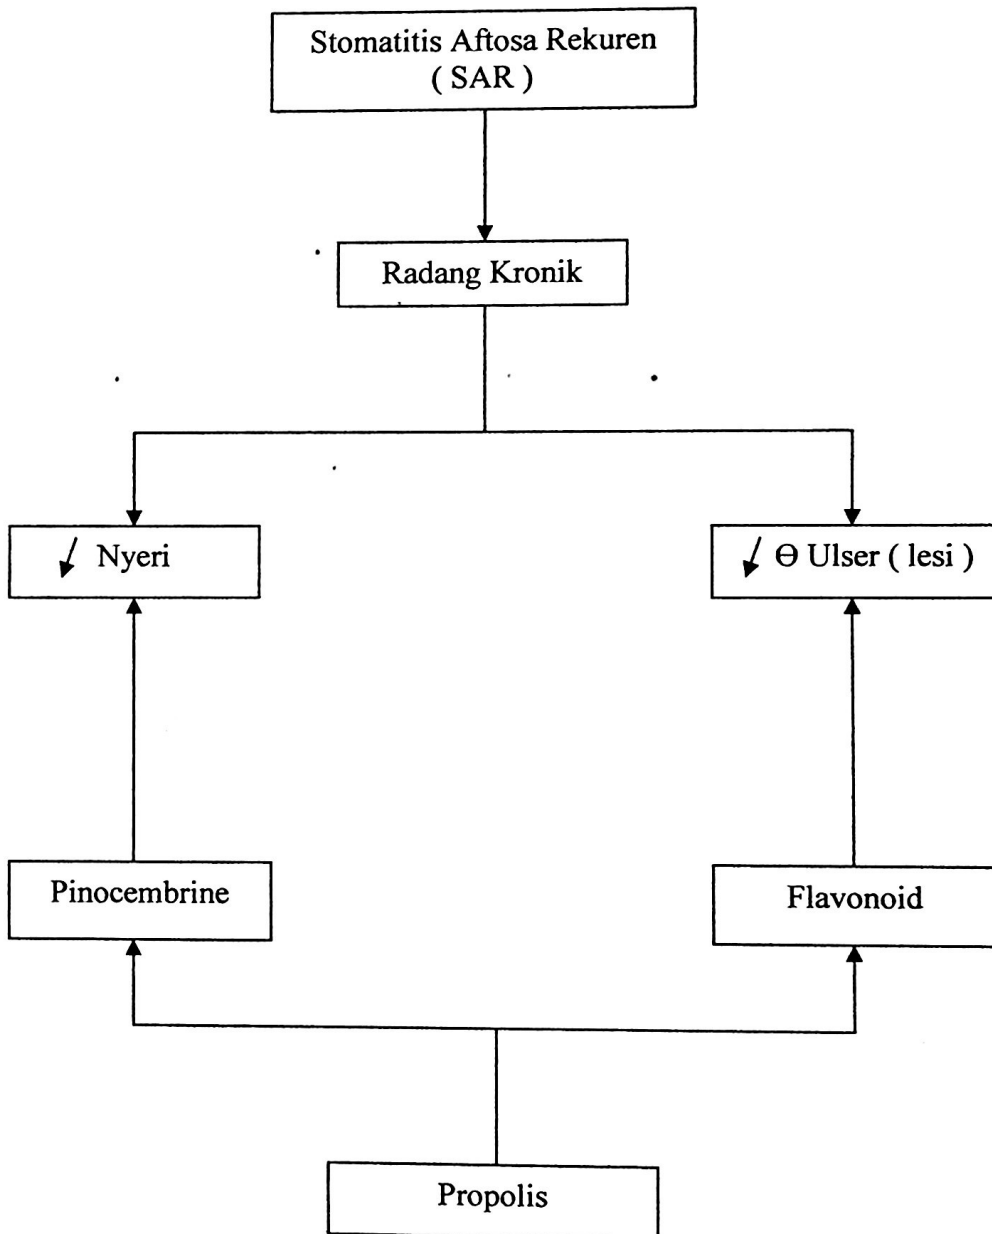 Stomatitis Aftosa Rekuren
( SAR )
Radang Kronik
↙ Nyeri
↙ Ɵ Ulser ( lesi )
Pinocembrine
Flavonoid
Propolis